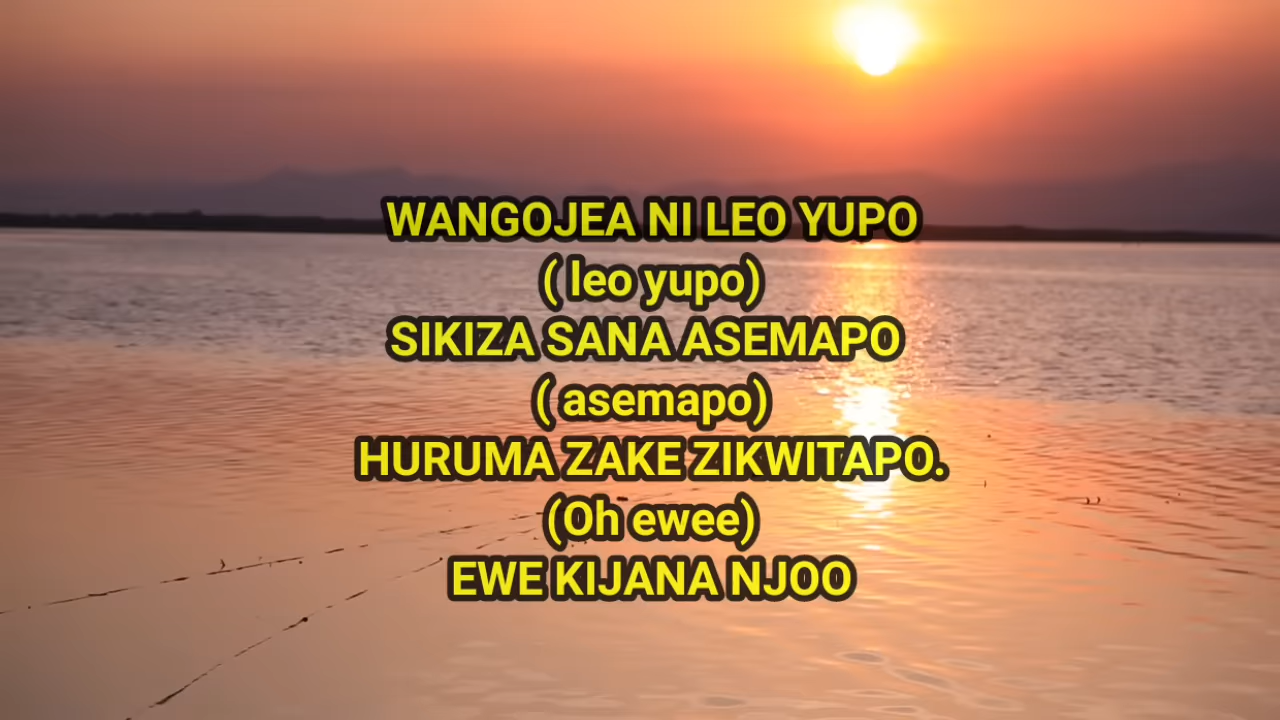 WANGOJEA NI LEO YUPO
( leo yupo)
SIKIZA SANA ASEMAPO
( asemapo)
HURUMA ZAKE ZIKWITAPO.
(Oh ewee)
EWE KIJANA NJOO